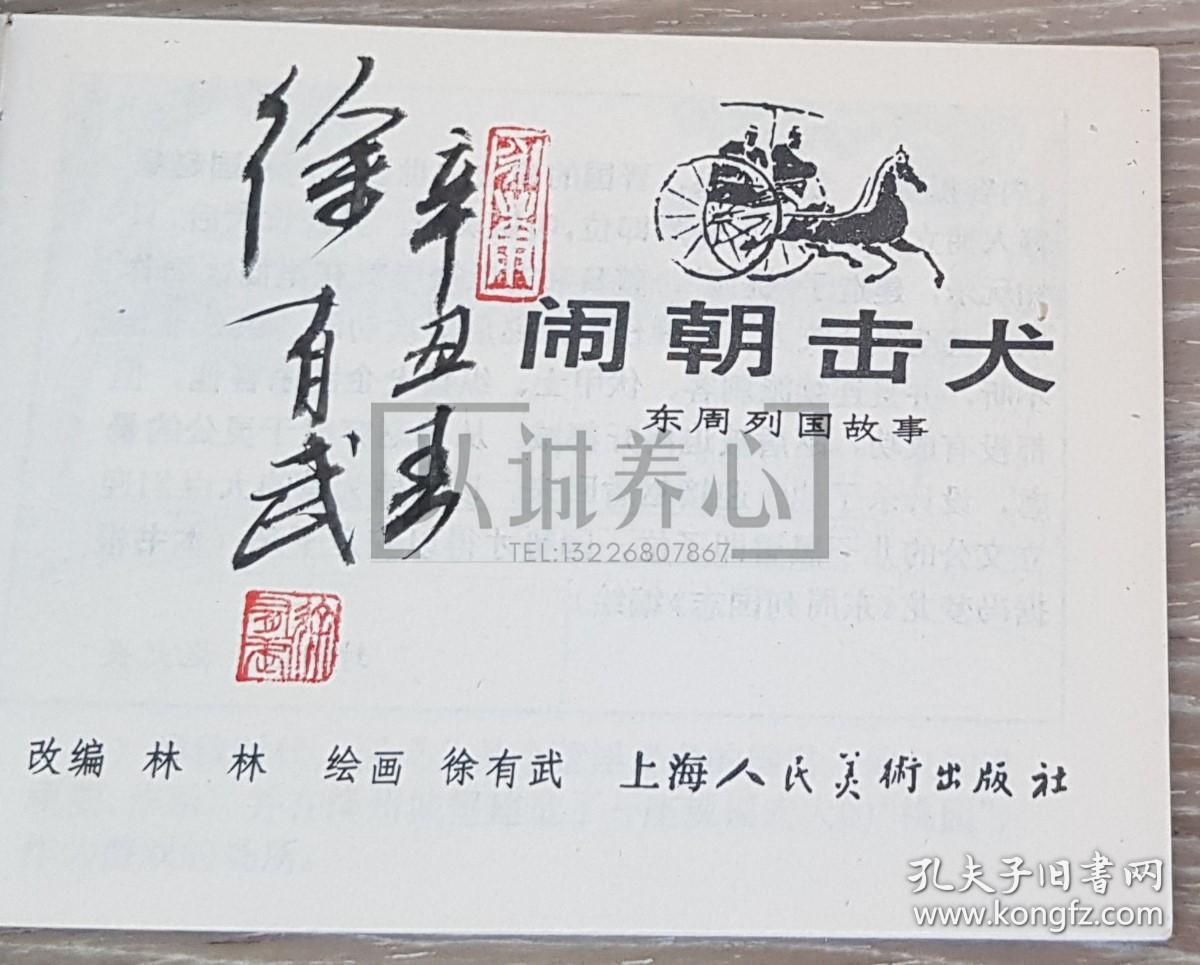 辛丑春
徐有武
闹朝击犬
东周列国故事
从诚养心
TEL:13226807867
改编 林 林 绘画 徐有武 上海人民美術出版社
孔夫子旧书网
www.kongfz.com